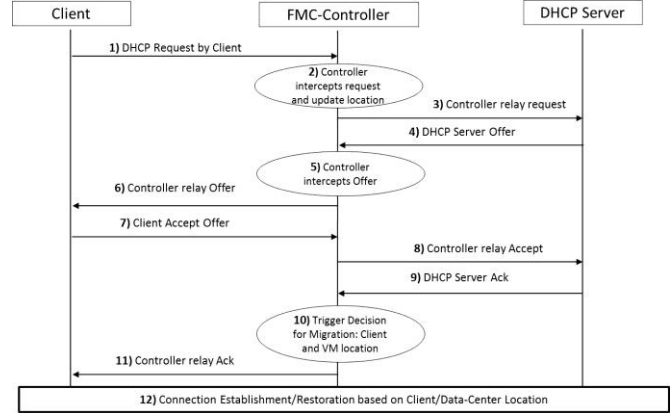 Client
FMC-Controller
DHCP Server
1) DHCP Request by Client
2) Controller
intercepts request
and update location
3) Controller relay request
4) DHCP Server Offer
5) Controller
intercepts Offer
6) Controller relay Offer
7) Client Accept Offer
8) Controller relay Accept
9) DHCP Server Ack
10) Trigger Decision
for Migration: Client
and VM location
11) Controller relay Ack
12) Connection Establishment/Restoration based on Client/Data-Center Location